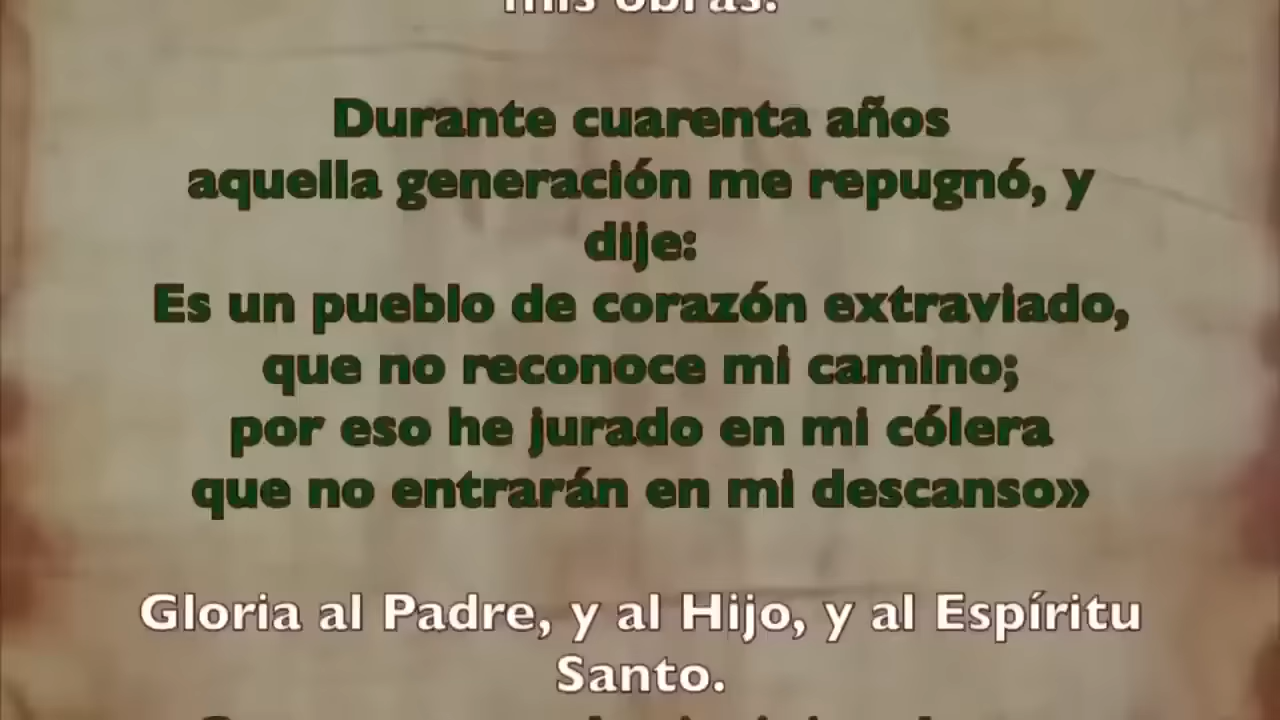 mis obras.
Durante cuarenta años
aquella generación me repugnó, y
dije:
Es un pueblo de corazón extraviado,
que no reconoce mi camino;
por eso he jurado en mi cólera
que no entrarán en mi descanso»
Gloria al Padre, y al Hijo, y al Espíritu
Santo.